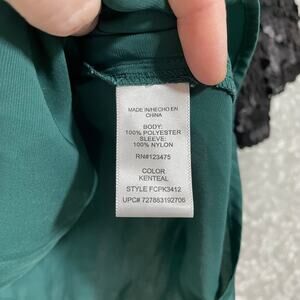 MADE IN/HECHO EN
CHINA
BODY:
100% POLYESTER
SLEEVE:
100% NYLON
RN#123475
COLOR:
KENTEAL
STYLE FCPK3412
UPC# 727883192706